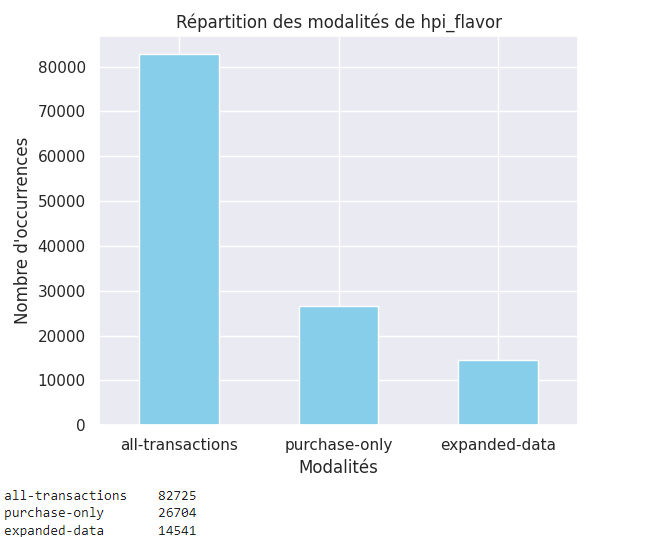 Répartition des modalités de hpi_flavor
Nombre d'occurrences
80000
70000
60000
50000
40000
30000
20000
10000
0
all-transactions purchase-only expanded-data
Modalités
all-transactions 82725
purchase-only 26704
expanded-data 14541